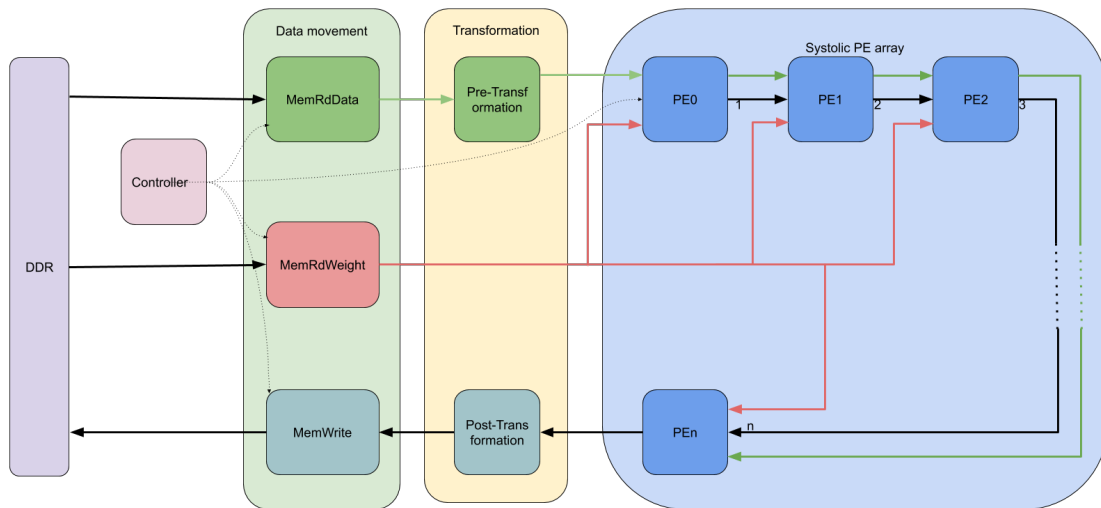 Data movement
Transformation
Systolic PE array
MemRdData
Pre-Transf
ormation
PE0
1
PE1
2
PE2
3
Controller
DDR
MemRdWeight
MemWrite
Post-Trans
formation
PEn
n